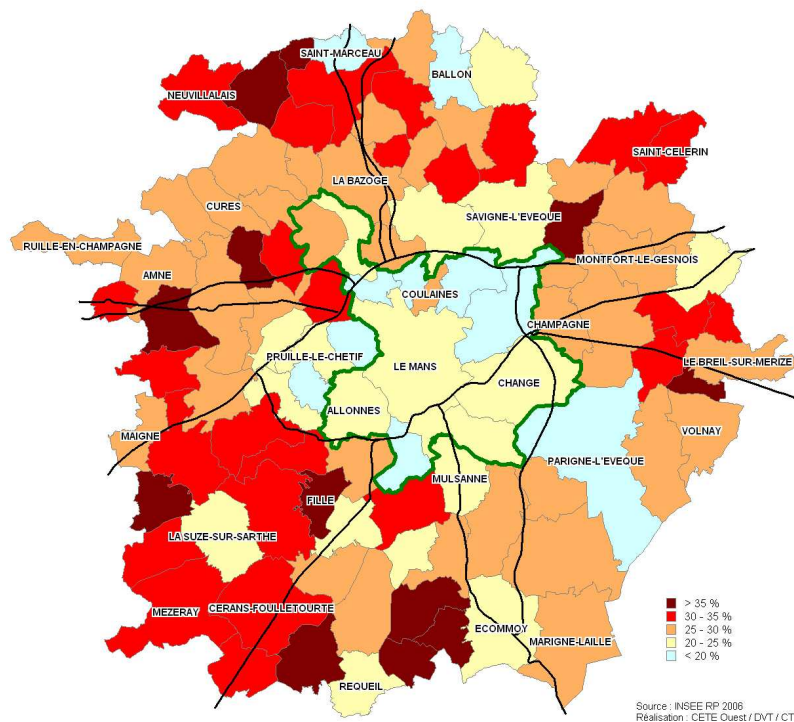 SAINT-MARCEAU
BALLON
NEUVILLALAIS
SAINT-CELERIN
LA BAZOGE
CURES
SAVIGNE-L'EVEQUE
RUILLE-EN-CHAMPAGNE
MONTFORT-LE-GESNOIS
AMNE
COULAINES
CHAMPAGNE
PRUILLE-LE-CHETIF
LE MANS
LE-BREIL-SUR-MERIZE
CHANGE
ALLONNES
VOLNAY
MAIGNE
PARIGNE-L'EVEQUE
MULSANNE
FILLE
LA SUZE-SUR-SARTHE
MEZERAY
CERANS-FOULLETOURTE
ECOMMOY
MARIGNE-LAILLE
REQUEIL
> 35 %
30 - 35 %
25 - 30 %
20 - 25 %
< 20 %
Source : INSEE RP 2006
Réalisation : CETE Ouest / DVT / CT